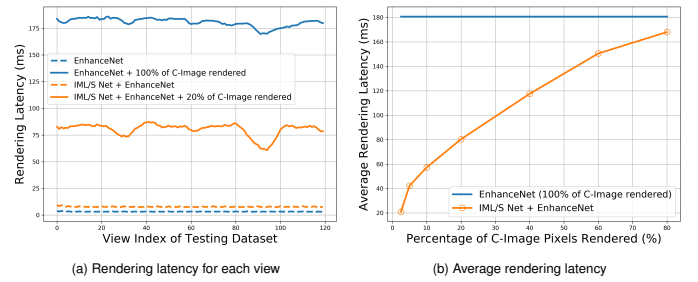 Rendering Latency (ms)
175
150
125
100
75
50
25
0
EnhanceNet
EnhanceNet + 100% of C-Image rendered
IML/S Net + EnhanceNet
IML/S Net + EnhanceNet + 20% of C-Image rendered
0 20 40 60 80 100 120
View Index of Testing Dataset
(a) Rendering latency for each view
Average Rendering Latency (ms)
180
160
140
120
100
80
60
40
20
EnhanceNet (100% of C-Image rendered)
IML/S Net + EnhanceNet
0 10 20 30 40 50 60 70 80
Percentage of C-Image Pixels Rendered (%)
(b) Average rendering latency